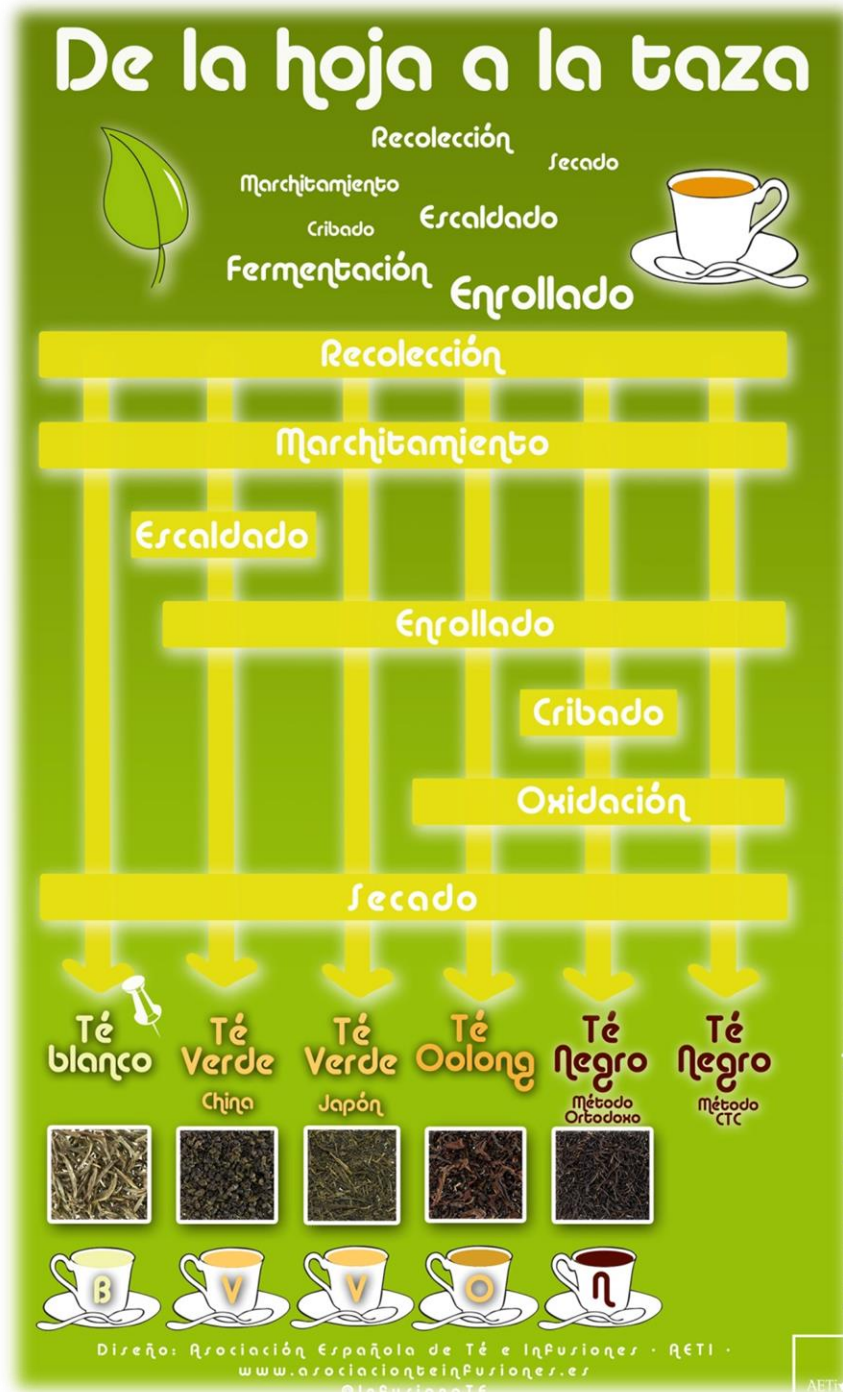 De la hoja a la taza
Recolección
Secado
Marchitamiento
Escaldado
Cribado
Fermentación
Enrollado
Recolección
Marchitamiento
Escaldado
Enrollado
Cribado
Oxidación
Secado
Té blanco
Té Verde China
Té Verde Japón
Té Oolong
Té Negro Método Ortodoxo
Té Negro Método CTC
B
V
V
O
N
Diseño: Asociación Española de Té e Infusiones · AETI ·
www.asociacionteinfusiones.es